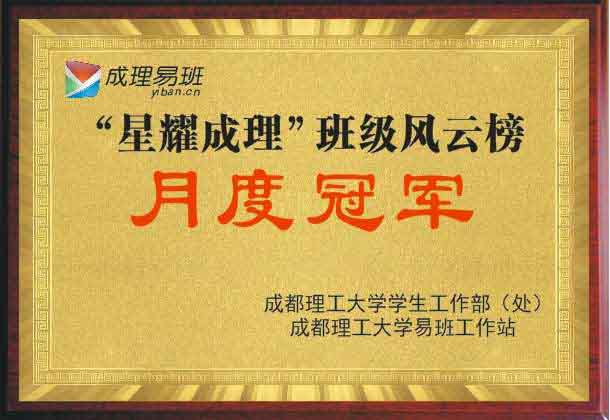 成理易班
yiban.cn
“星耀成理”班级风云榜
月度冠军
成都理工大学学生工作部（处）
成都理工大学易班工作站